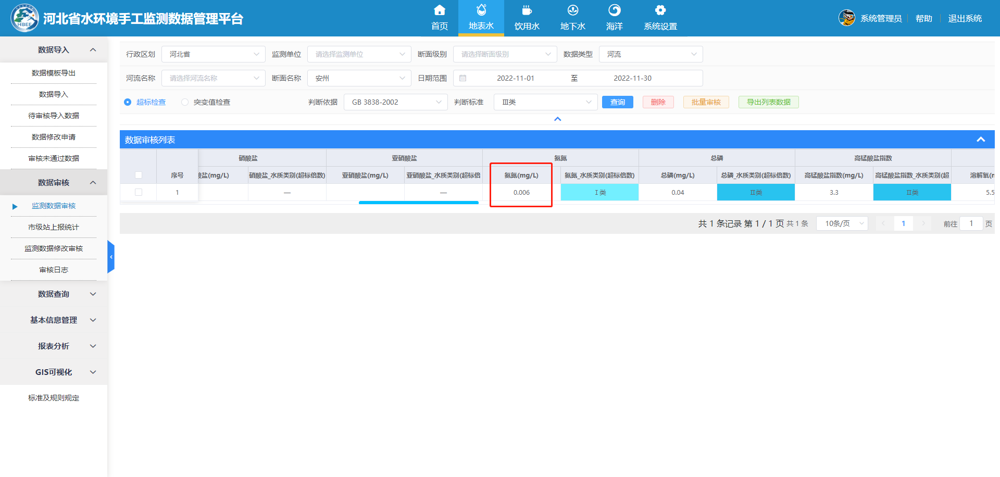 HBEE
河北省水环境手工监测数据管理平台
首页
地表水
饮用水
地下水
海洋
系统设置
系统管理员
帮助
退出系统
数据导入
数据模板导出
数据导入
待审核导入数据
数据修改申请
审核未通过数据
数据审核
监测数据审核
市级站上报统计
监测数据修改审核
审核日志
数据查询
基本信息管理
报表分析
GIS可视化
标准及规则规定
行政区划 河北省 监测单位 请选择监测单位 断面级别 请选择断面级别 数据类型 河流
河流名称 请选择河流名称 断面名称 安州 日期范围 2022-11-01 至 2022-11-30
超标检查 突变值检查 判断依据 GB 3838-2002 判断标准 Ⅲ类 查询 删除 批量审核 导出列表数据
数据审核列表
硝酸盐 亚硝酸盐 氨氮 总磷 高锰酸盐指数
序号 酸盐(mg/L) 硝酸盐_水质类别(超标倍数) 亚硝酸盐(mg/L) 亚硝酸盐_水质类别(超标倍 氨氮(mg/L) 氨氮_水质类别(超标倍数) 总磷(mg/L) 总磷_水质类别(超标倍数) 高锰酸盐指数(mg/L) 高锰酸盐指数_水质类别(超 溶解氧(m
1 — — 0.006 Ⅰ类 0.04 Ⅱ类 3.3 Ⅱ类 5.5
共 1 条记录 第 1 / 1 页 共 1 条 10条/页 1 前往 1 页